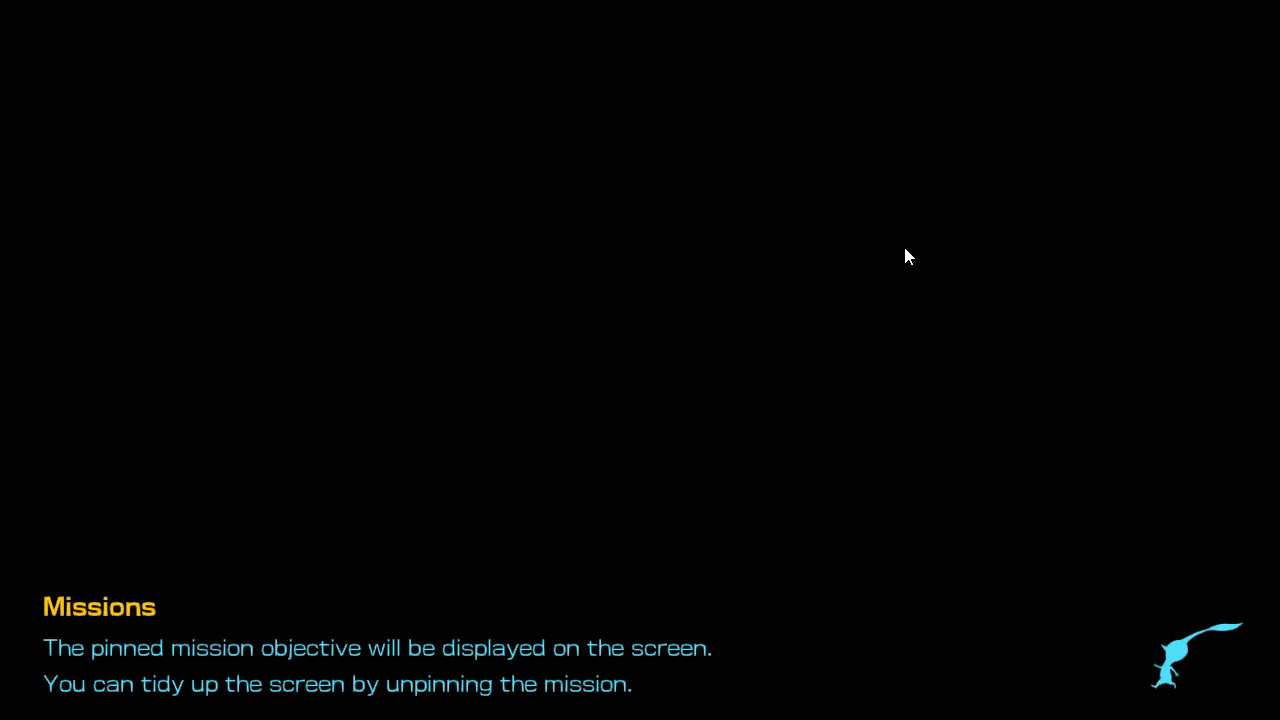 Missions
The pinned mission objective will be displayed on the screen.
You can tidy up the screen by unpinning the mission.